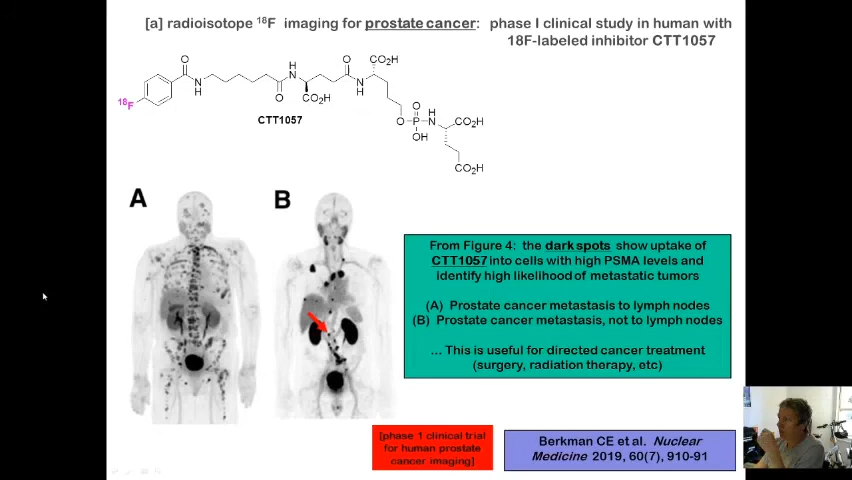 [a] radioisotope ¹⁸F imaging for prostate cancer: phase I clinical study in human with
18F-labeled inhibitor CTT1057
O
H
N
O
CO₂H
¹⁸F
N
H
O
CO₂H
N
H
O
O
P
OH
H
N
CO₂H
CO₂H
CTT1057
A
B
From Figure 4: the dark spots show uptake of
CTT1057 into cells with high PSMA levels and
identify high likelihood of metastatic tumors
(A) Prostate cancer metastasis to lymph nodes
(B) Prostate cancer metastasis, not to lymph nodes
... This is useful for directed cancer treatment
(surgery, radiation therapy, etc)
[phase 1 clinical trial
for human prostate
cancer imaging]
Berkman CE et al. Nuclear
Medicine 2019, 60(7), 910-91